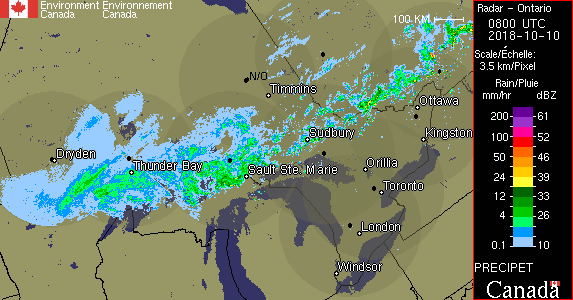 Environment Environnement
Canada Canada
Radar - Ontario
0800 UTC
2018-10-10
Scale/Échelle:
3.5 km/Pixel
Rain/Pluie
mm/hr dBZ
200 61
100 52
50 46
24 39
12 33
4 26
0.1 10
PRECIPET
Canada
100 KM
N/O
Timmins
Ottawa
Sudbury
Kingston
Dryden
Thunder Bay
Sault Ste. Marie
Orillia
Toronto
London
Windsor